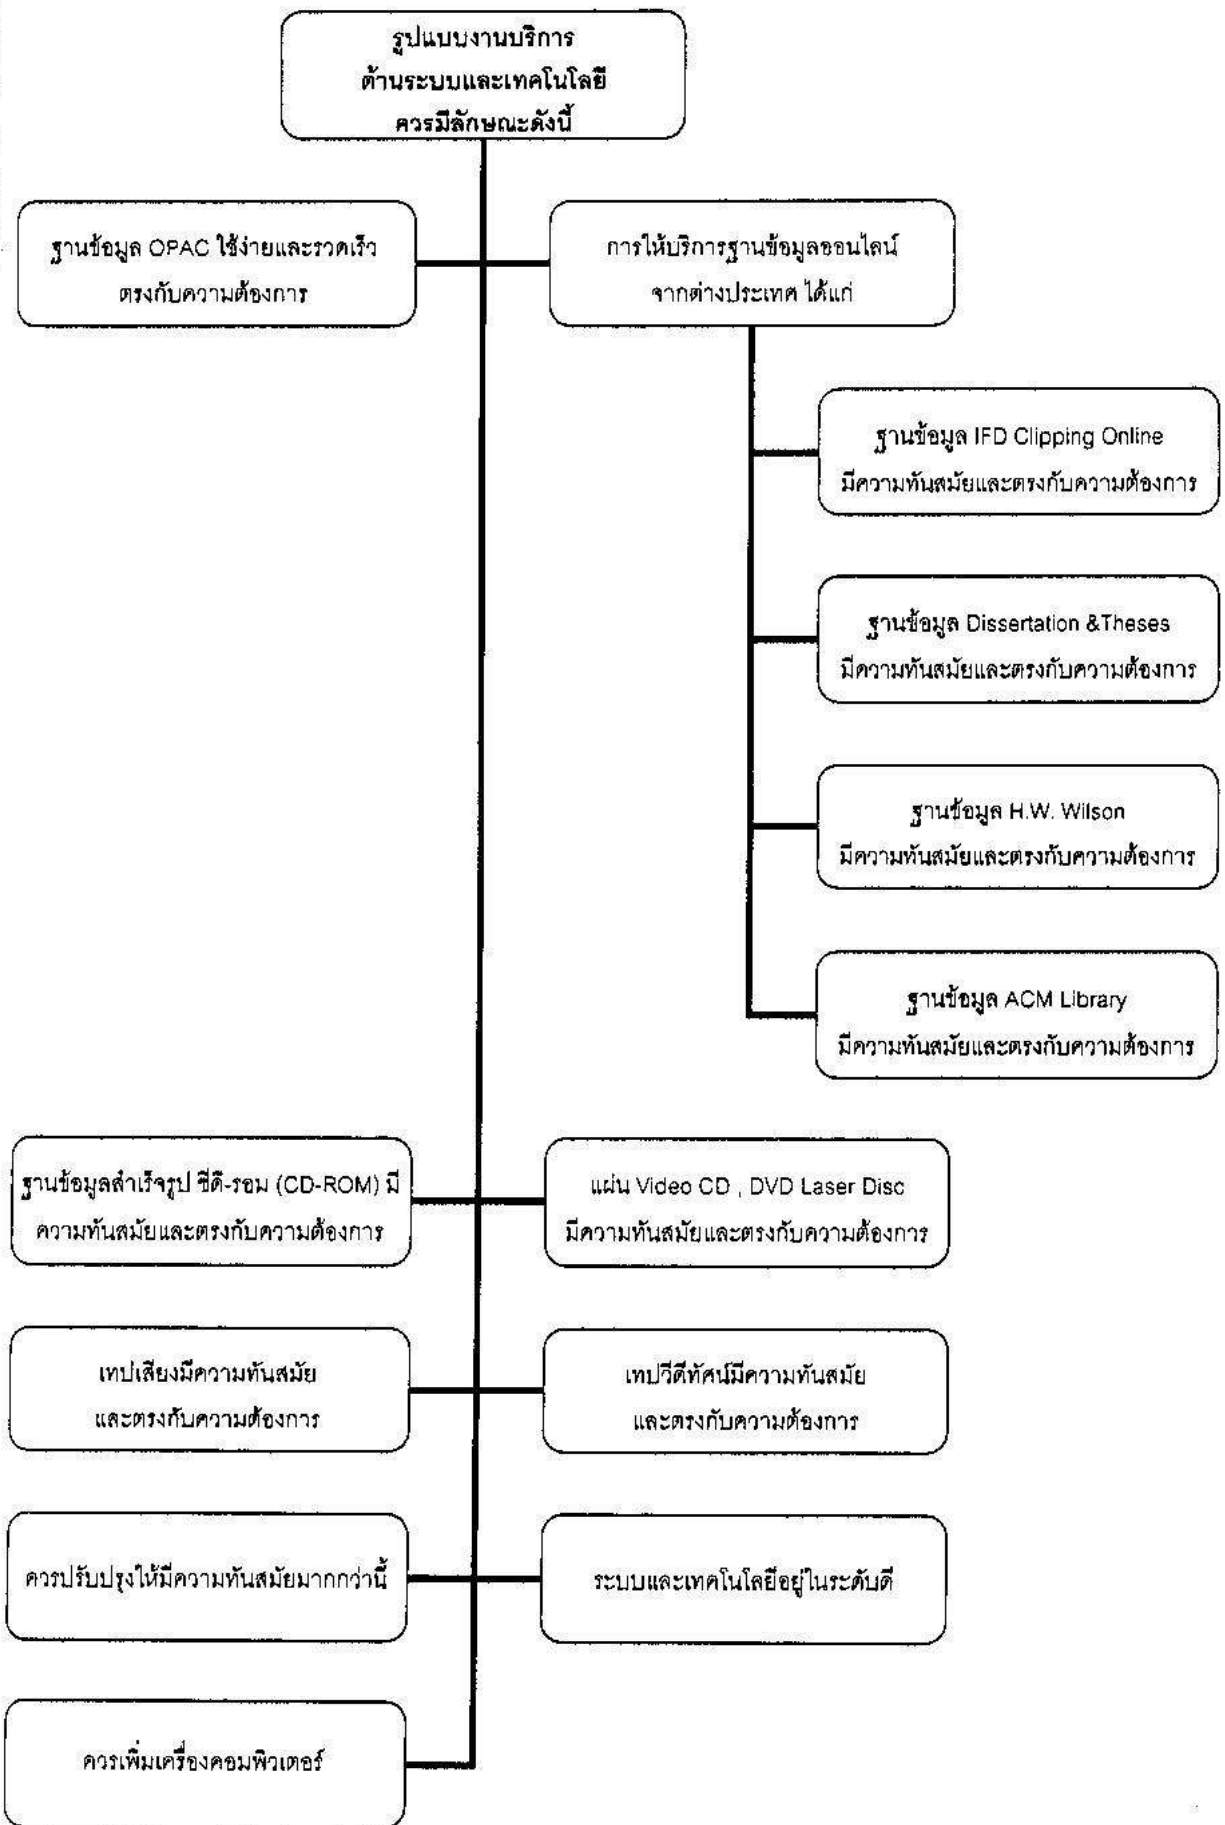 รูปแบบงานบริการ
ด้านระบบและเทคโนโลยี
ควรมีลักษณะดังนี้
ฐานข้อมูล OPAC ใช้ง่ายและรวดเร็ว
ตรงกับความต้องการ
การให้บริการฐานข้อมูลออนไลน์
จากต่างประเทศ ได้แก่
ฐานข้อมูล IFD Clipping Online
มีความทันสมัยและตรงกับความต้องการ
ฐานข้อมูล Dissertation &Theses
มีความทันสมัยและตรงกับความต้องการ
ฐานข้อมูล H.W. Wilson
มีความทันสมัยและตรงกับความต้องการ
ฐานข้อมูล ACM Library
มีความทันสมัยและตรงกับความต้องการ
ฐานข้อมูลสำเร็จรูป ซีดี-รอม (CD-ROM) มี
ความทันสมัยและตรงกับความต้องการ
แผ่น Video CD , DVD Laser Disc
มีความทันสมัยและตรงกับความต้องการ
เทปเสียงมีความทันสมัย
และตรงกับความต้องการ
เทปวีดีทัศน์มีความทันสมัย
และตรงกับความต้องการ
ควรปรับปรุงให้มีความทันสมัยมากกว่านี้
ระบบและเทคโนโลยีอยู่ในระดับดี
ควรเพิ่มเครื่องคอมพิวเตอร์